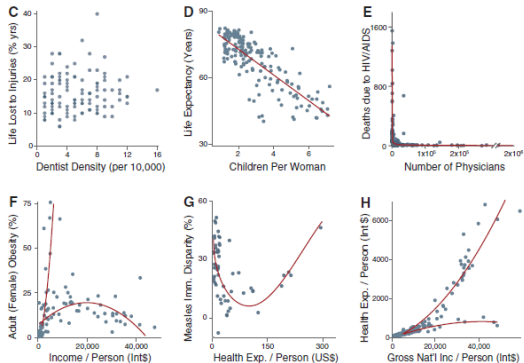 C
D
E
Life Lost to Injuries (% yrs)
40
30
20
10
0
0
4
8
12
16
Dentist Density (per 10,000)
Life Expectancy (Years)
90
60
30
2
4
6
Children Per Woman
Deaths due to HIV/AIDS
1600
800
0
0
1x10⁵
2x10⁵
6x10⁵
Number of Physicians
F
G
H
Adult (Female) Obesity (%)
75
50
25
0
0
20,000
40,000
Income / Person (Int$)
Measles Imm. Disparity (%)
60
40
20
0
0
150
300
Health Exp. / Person (US$)
Health Exp. / Person (Int$)
6000
4000
2000
0
0
20,000
40,000
Gross Nat'l Inc / Person (Int$)